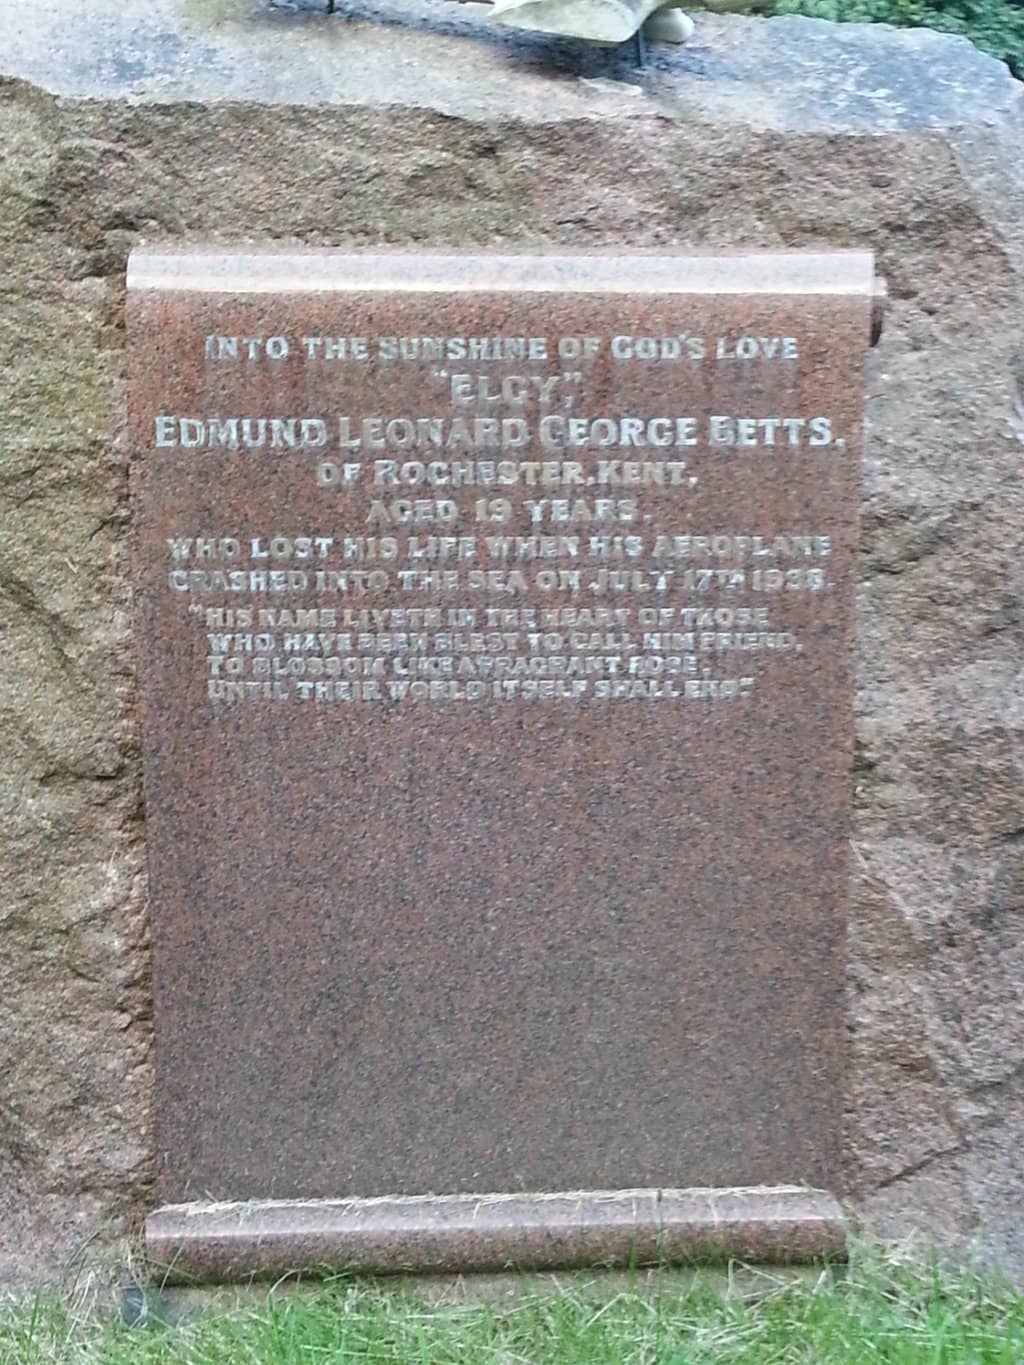 INTO THE SUNSHINE OF GOD'S LOVE
"ELGY",
EDMUND LEONARD GEORGE BETTS,
OF ROCHESTER, KENT,
AGED 19 YEARS.
WHO LOST HIS LIFE WHEN HIS AEROPLANE
CRASHED INTO THE SEA ON JULY 17TH
"HIS NAME LIVETH IN THE HEART OF THOSE
WHO HAVE BEEN BLEST TO CALL HIM FRIEND,
TO BLOSSOM LIKE A FRAGRANT ROSE,
UNTIL THEIR WORLD ITSELF SHALL END."